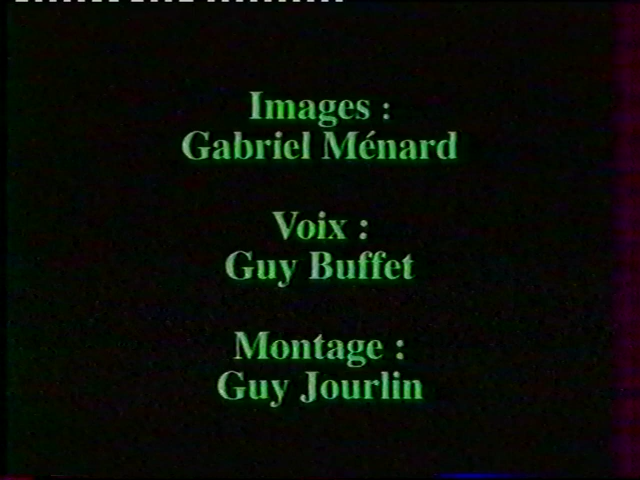 Images :
Gabriel Ménard
Voix :
Guy Buffet
Montage :
Guy Jourlin